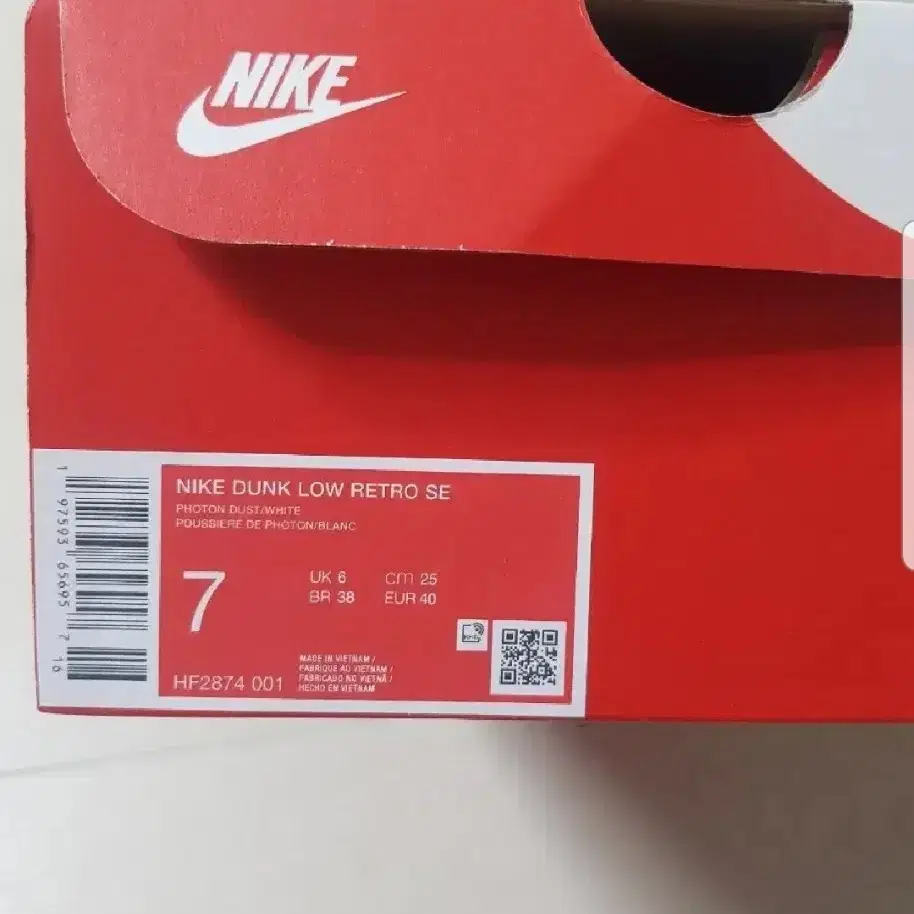 NIKE
NIKE DUNK LOW RETRO SE
PHOTON DUST/WHITE
POUSSIERE DE PHOTON/BLANC
7
UK 6 cm 25
BR 38 EUR 40
HF2874 001
MADE IN VIETNAM /
FABRIQUE AU VIETNAM /
FABRICADO NO VIETNÃ /
HECHO EN VIETNAM
1 97593 65695 7 16